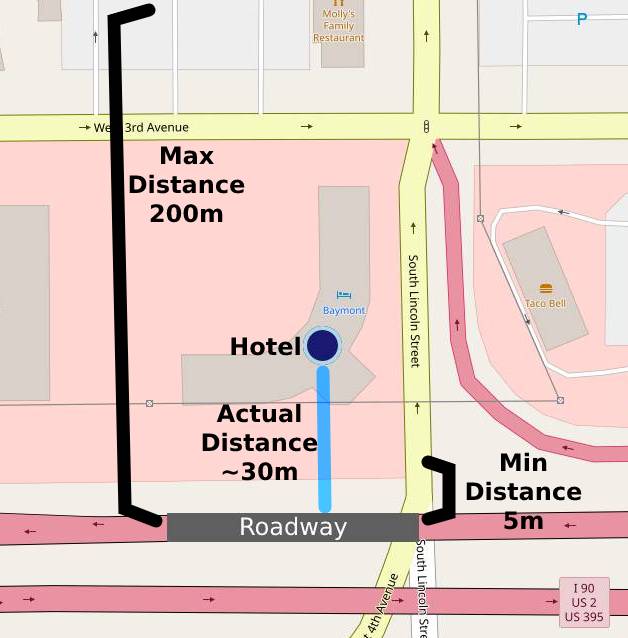 Molly's
Family
Restaurant
P
West 3rd Avenue
Max
Distance
200m
South Lincoln Street
Baymont
Taco Bell
Hotel
Actual
Distance
~30m
Min
Distance
5m
Roadway
South Lincoln Stre
t 4th Avenue
I 90
US 2
US 395